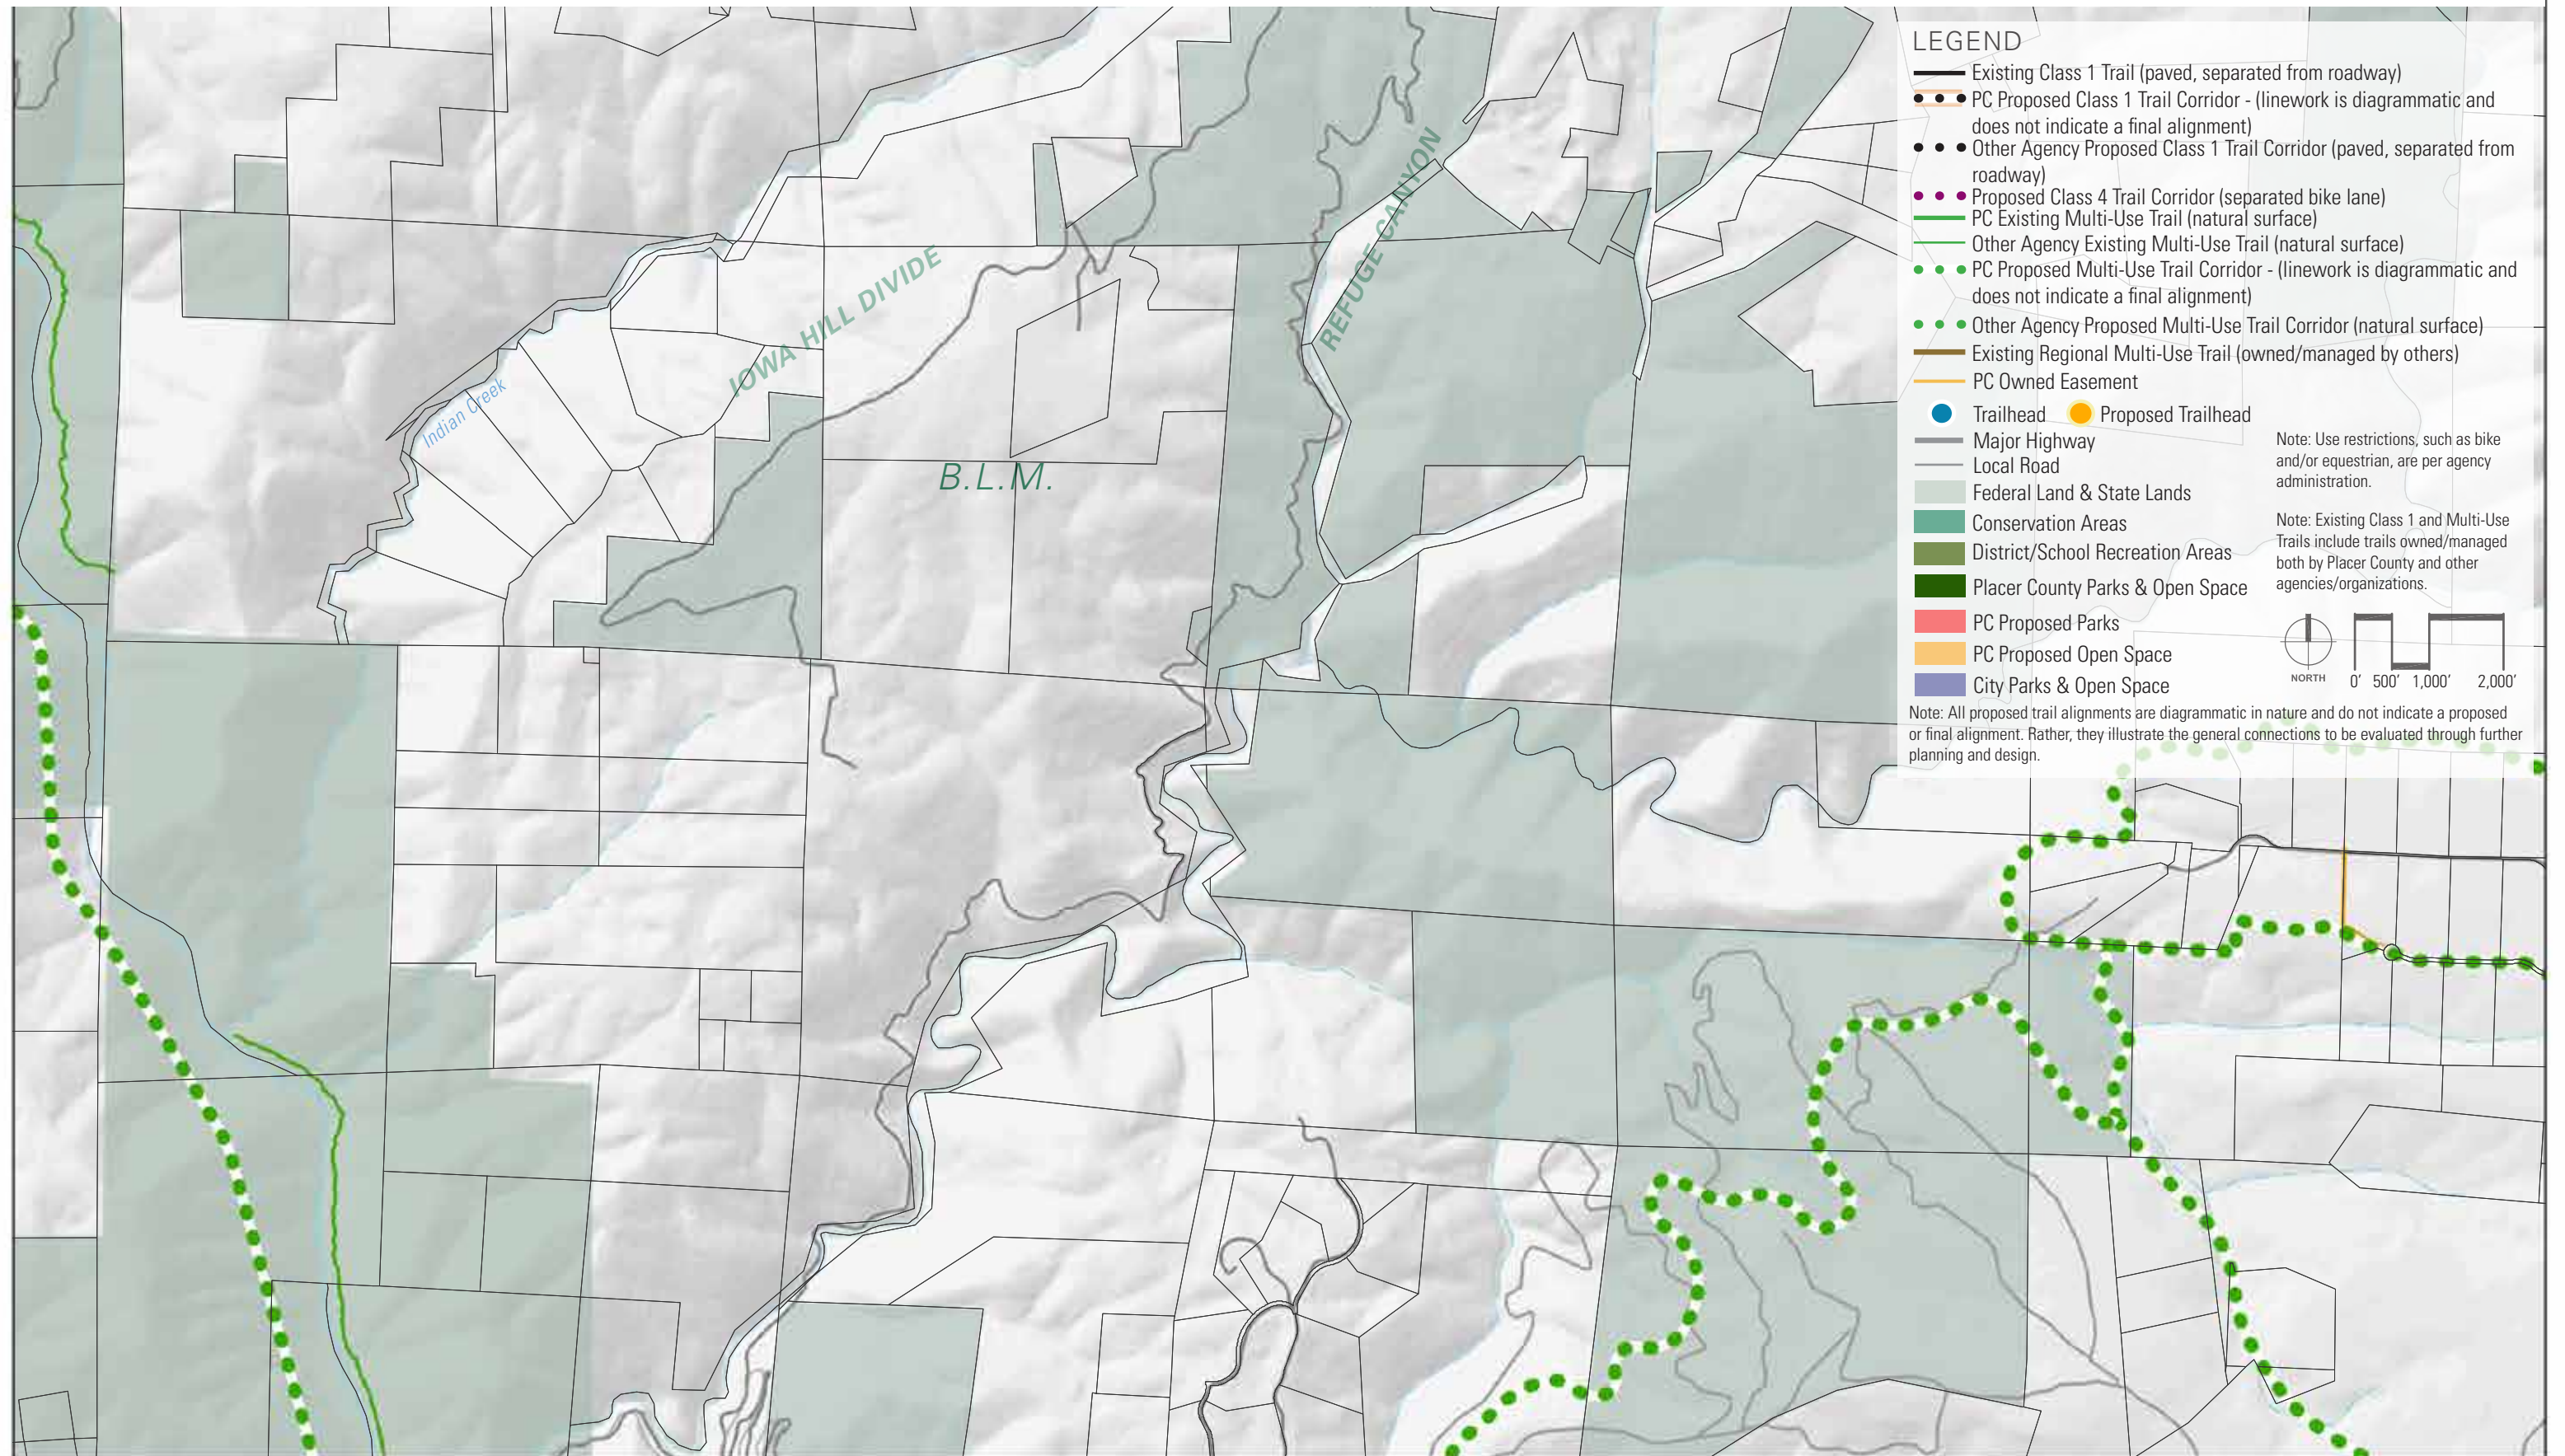 REFUGE CANYON
IOWA HILL DIVIDE
Indian Creek
B.L.M.
LEGEND
Existing Class 1 Trail (paved, separated from roadway)
PC Proposed Class 1 Trail Corridor - (linework is diagrammatic and
does not indicate a final alignment)
Other Agency Proposed Class 1 Trail Corridor (paved, separated from
roadway)
Proposed Class 4 Trail Corridor (separated bike lane)
PC Existing Multi-Use Trail (natural surface)
Other Agency Existing Multi-Use Trail (natural surface)
PC Proposed Multi-Use Trail Corridor - (linework is diagrammatic and
does not indicate a final alignment)
Other Agency Proposed Multi-Use Trail Corridor (natural surface)
Existing Regional Multi-Use Trail (owned/managed by others)
PC Owned Easement
Trailhead Proposed Trailhead
Major Highway
Local Road
Federal Land & State Lands
Conservation Areas
District/School Recreation Areas
Placer County Parks & Open Space
PC Proposed Parks
PC Proposed Open Space
City Parks & Open Space
Note: Use restrictions, such as bike
and/or equestrian, are per agency
administration.
Note: Existing Class 1 and Multi-Use
Trails include trails owned/managed
both by Placer County and other
agencies/organizations.
NORTH
0' 500' 1,000' 2,000'
Note: All proposed trail alignments are diagrammatic in nature and do not indicate a proposed
or final alignment. Rather, they illustrate the general connections to be evaluated through further
planning and design.